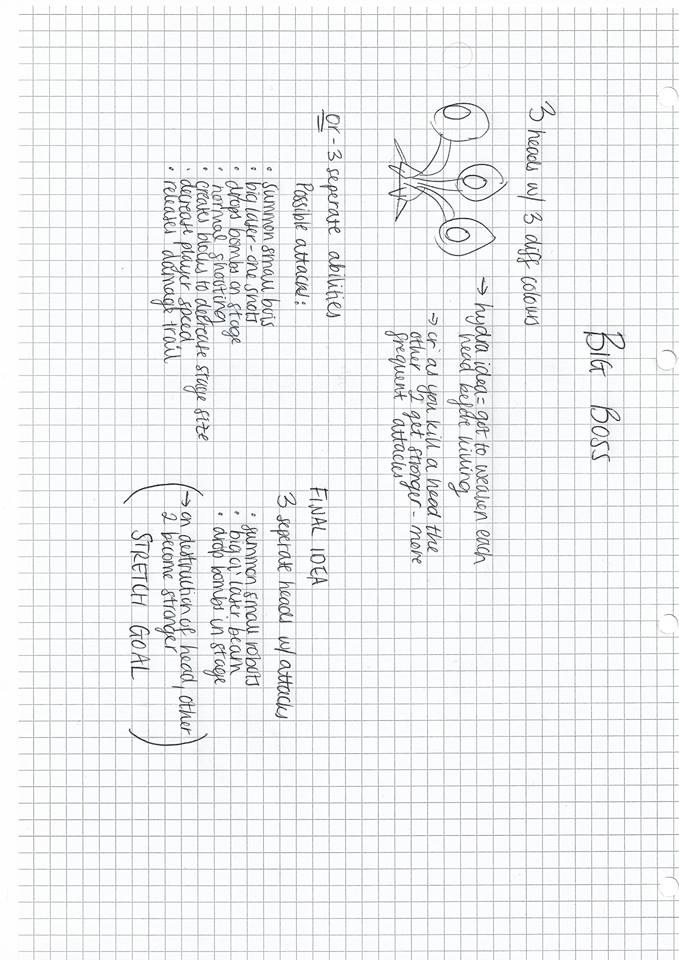 BIG BOSS
3 heads w/ 3 diff colours
→ hydra idea = got to weaken each
head before killing
→ or as you kill a head the
other 2 get stronger - more
frequent attacks
or - 3 seperate abilities
Possible attacks:
• summon small bois
• big laser - one shots
• drops bombs on stage
• normal shooting
• creates blocks to decrease stage size
• decrease player speed
• releases damage trail
FINAL IDEA
3 seperate heads w/ attacks
• summon small robots
• big ol' laser beam
• drop bombs in stage
(→ on destruction of head, other
2 become stronger
STRETCH GOAL)